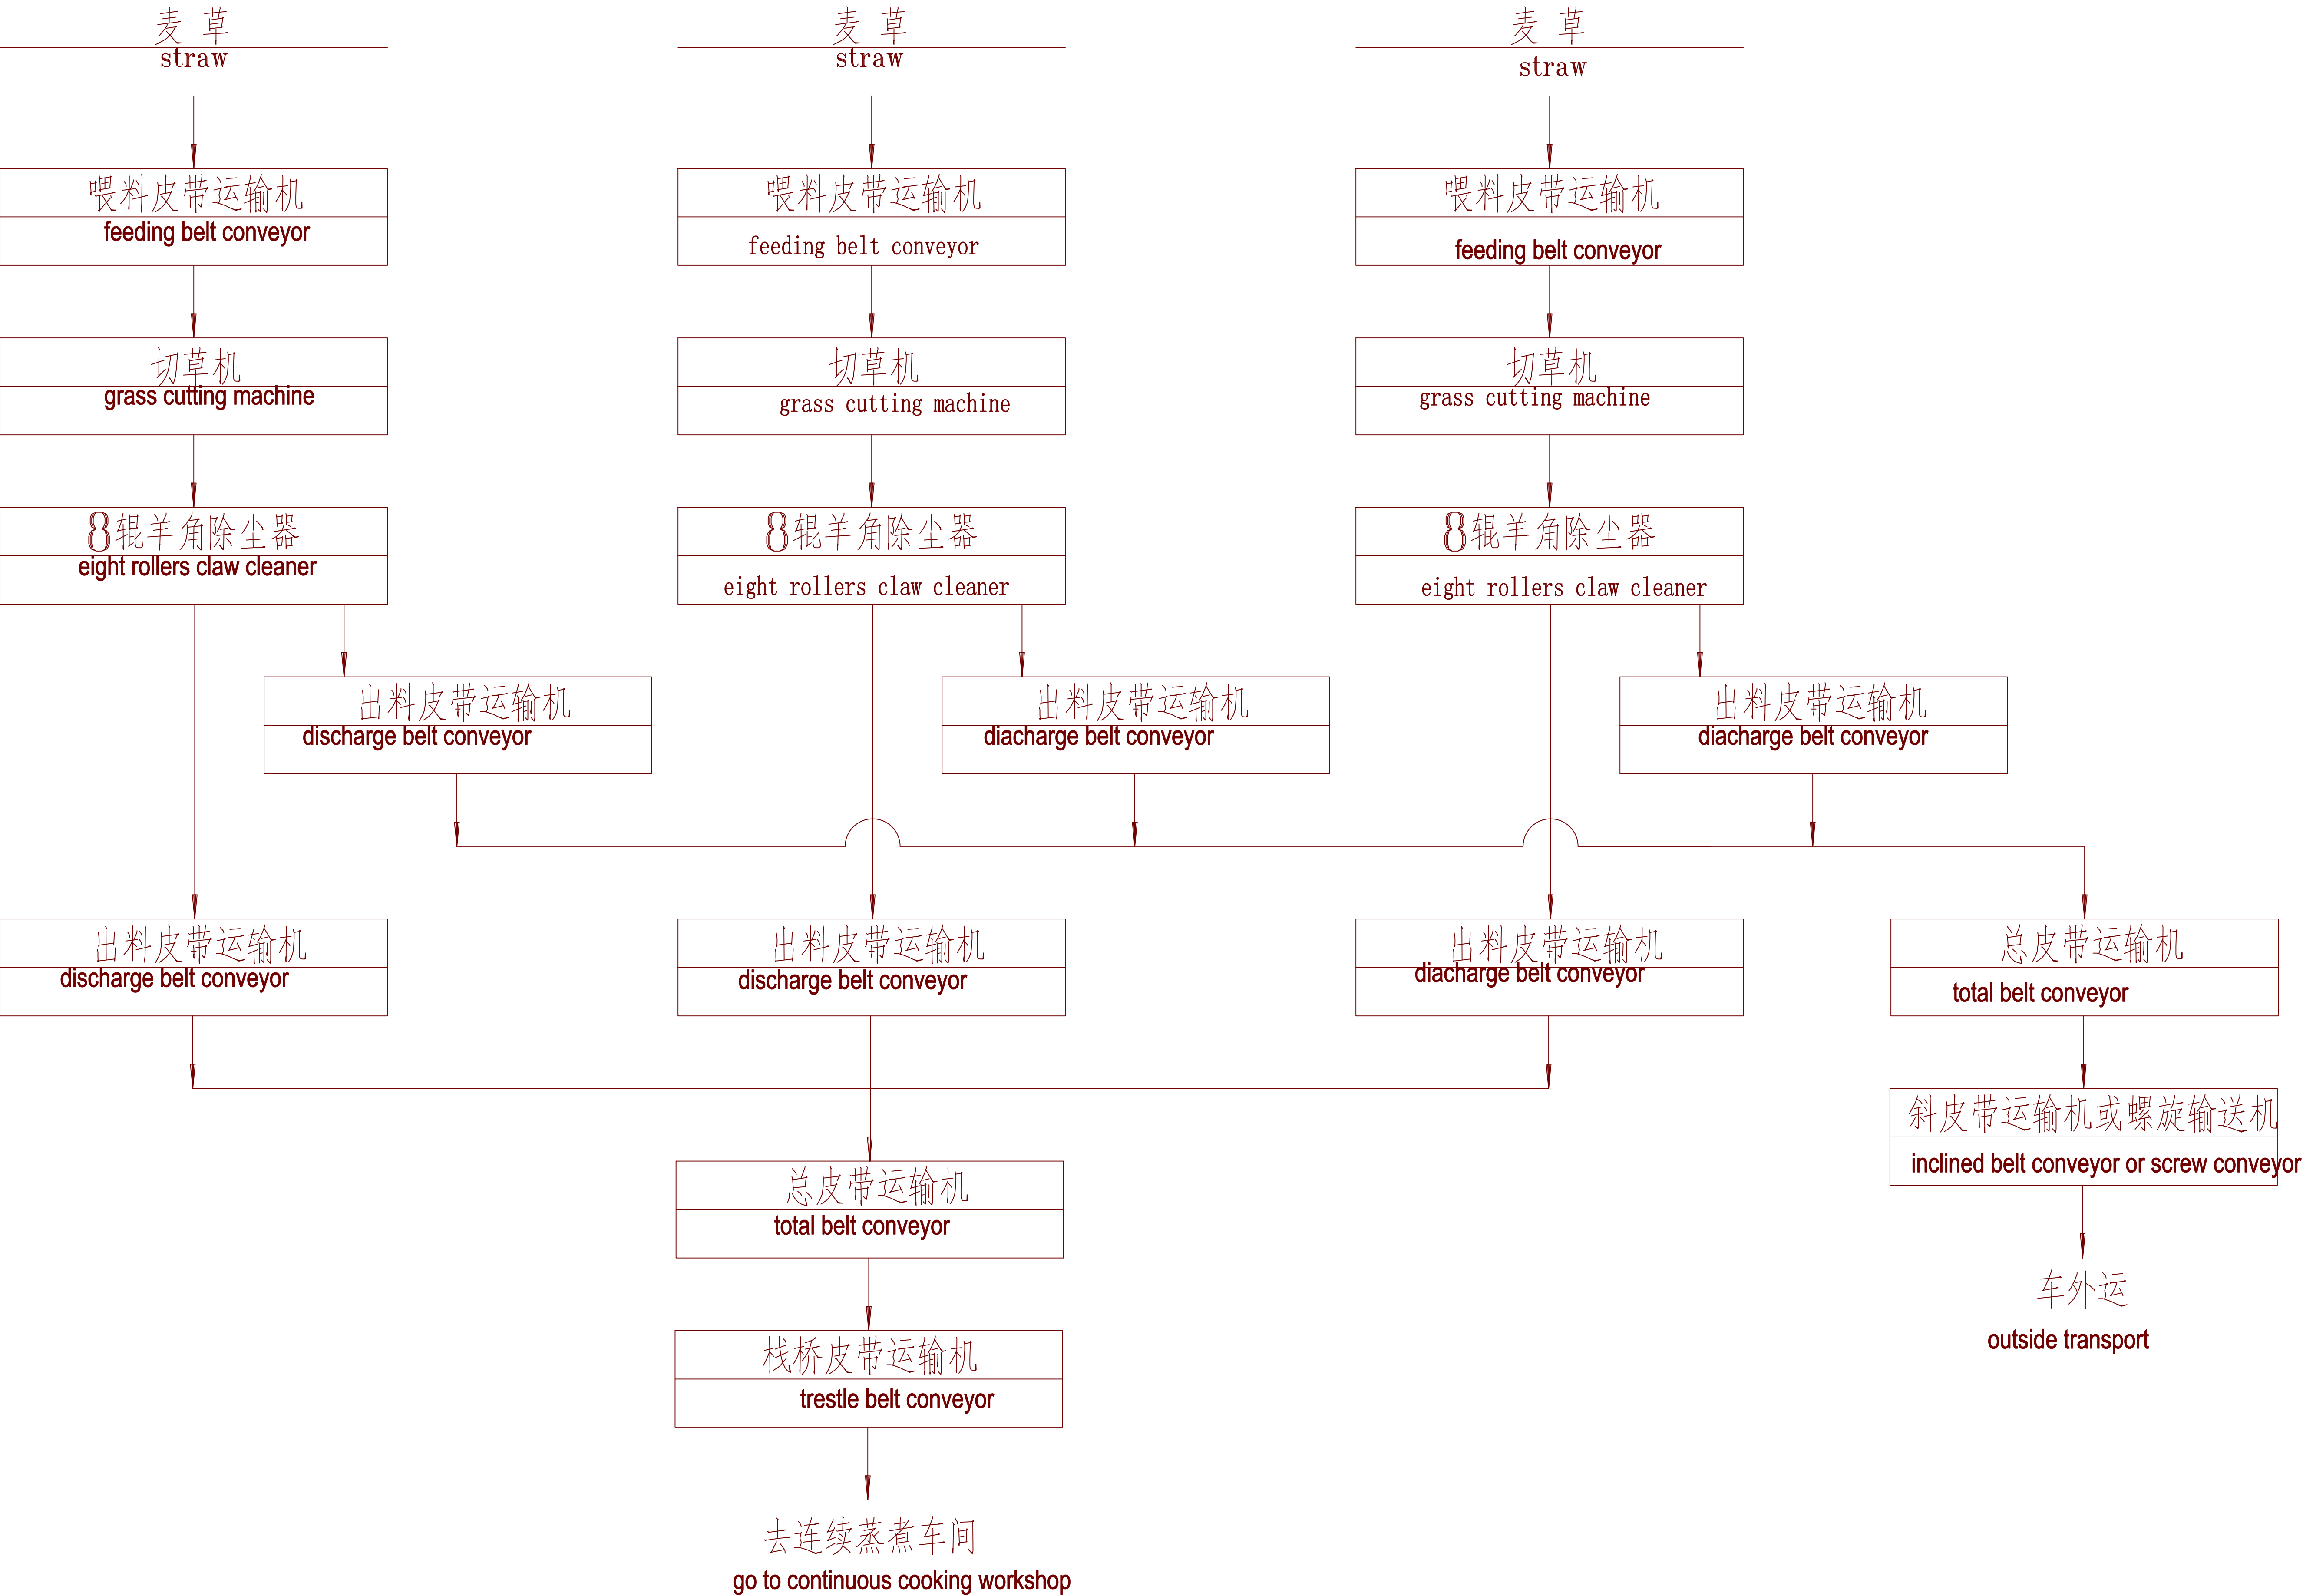 麦 草
straw
麦 草
straw
麦 草
straw
喂料皮带运输机
feeding belt conveyor
喂料皮带运输机
feeding belt conveyor
喂料皮带运输机
feeding belt conveyor
切草机
grass cutting machine
切草机
grass cutting machine
切草机
grass cutting machine
8辊羊角除尘器
eight rollers claw cleaner
8辊羊角除尘器
eight rollers claw cleaner
8辊羊角除尘器
eight rollers claw cleaner
出料皮带运输机
discharge belt conveyor
出料皮带运输机
diacharge belt conveyor
出料皮带运输机
diacharge belt conveyor
出料皮带运输机
discharge belt conveyor
出料皮带运输机
discharge belt conveyor
出料皮带运输机
diacharge belt conveyor
总皮带运输机
total belt conveyor
斜皮带运输机或螺旋输送机
inclined belt conveyor or screw conveyor
总皮带运输机
total belt conveyor
车外运
outside transport
栈桥皮带运输机
trestle belt conveyor
去连续蒸煮车间
go to continuous cooking workshop